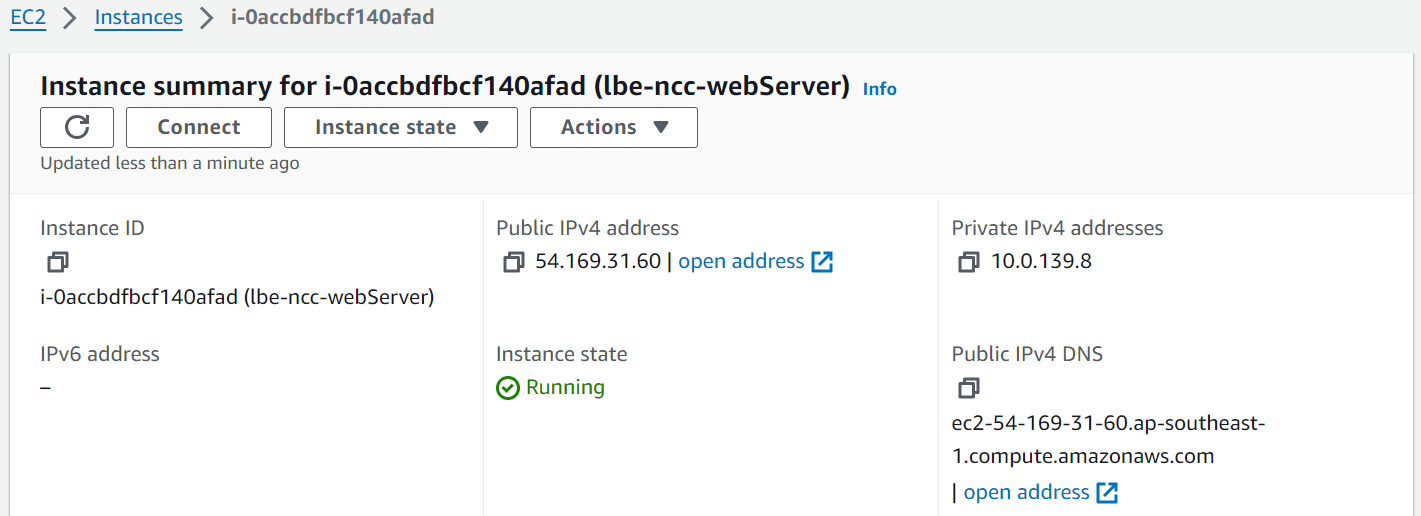 EC2 > Instances > i-0accbdfbcf140afad
Instance summary for i-0accbdfbcf140afad (lbe-ncc-webServer) Info
Connect Instance state ▼ Actions ▼
Updated less than a minute ago
Instance ID
i-0accbdfbcf140afad (lbe-ncc-webServer)
Public IPv4 address
54.169.31.60 | open address
Private IPv4 addresses
10.0.139.8
IPv6 address
–
Instance state
Running
Public IPv4 DNS
ec2-54-169-31-60.ap-southeast-
1.compute.amazonaws.com
| open address